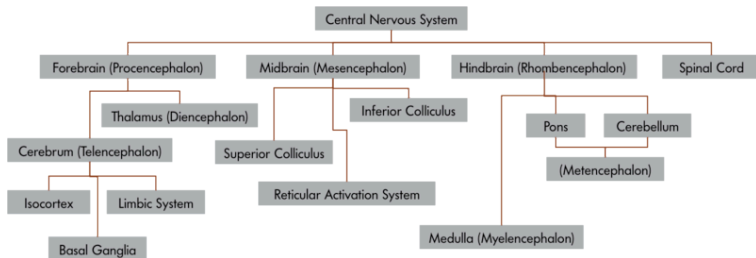 Central Nervous System
Forebrain (Procencephalon)
Midbrain (Mesencephalon)
Hindbrain (Rhombencephalon)
Spinal Cord
Thalamus (Diencephalon)
Inferior Colliculus
Pons
Cerebellum
Cerebrum (Telencephalon)
Superior Colliculus
(Metencephalon)
Reticular Activation System
Isocortex
Limbic System
Medulla (Myelencephalon)
Basal Ganglia